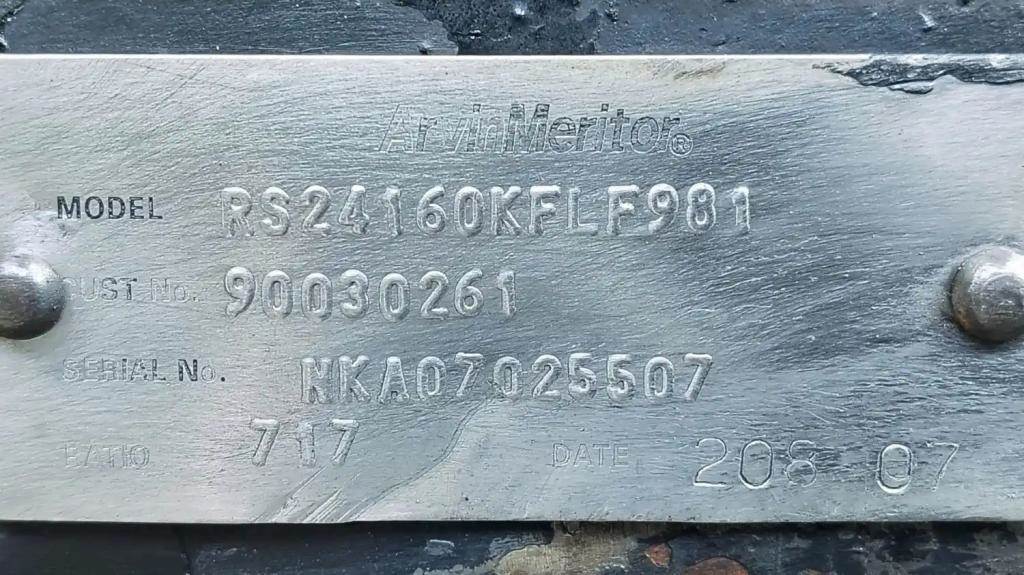 ArvinMeritor®
MODEL RS24160KFLF981
CUST No. 90030261
SERIAL No. NKA07025507
RATIO 717 DATE 208 07